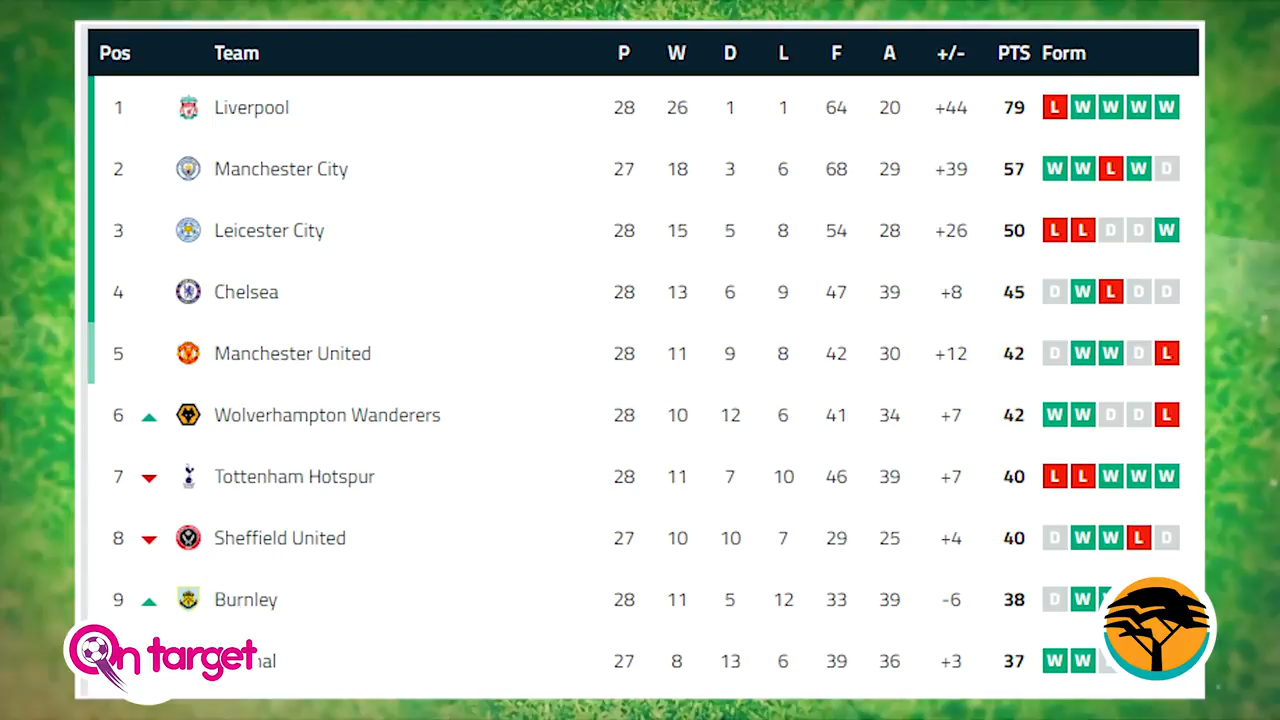 Pos Team P W D L F A +/- PTS Form
1 Liverpool 28 26 1 1 64 20 +44 79 L W W W W
2 Manchester City 27 18 3 6 68 29 +39 57 W W L W D
3 Leicester City 28 15 5 8 54 28 +26 50 L L D D W
4 Chelsea 28 13 6 9 47 39 +8 45 D W L D D
5 Manchester United 28 11 9 8 42 30 +12 42 D W W D L
6 Wolverhampton Wanderers 28 10 12 6 41 34 +7 42 W W D D L
7 Tottenham Hotspur 28 11 7 10 46 39 +7 40 L L W W W
8 Sheffield United 27 10 10 7 29 25 +4 40 D W W L D
9 Burnley 28 11 5 12 33 39 -6 38 D W
nal 27 8 13 6 39 36 +3 37 W W
On target